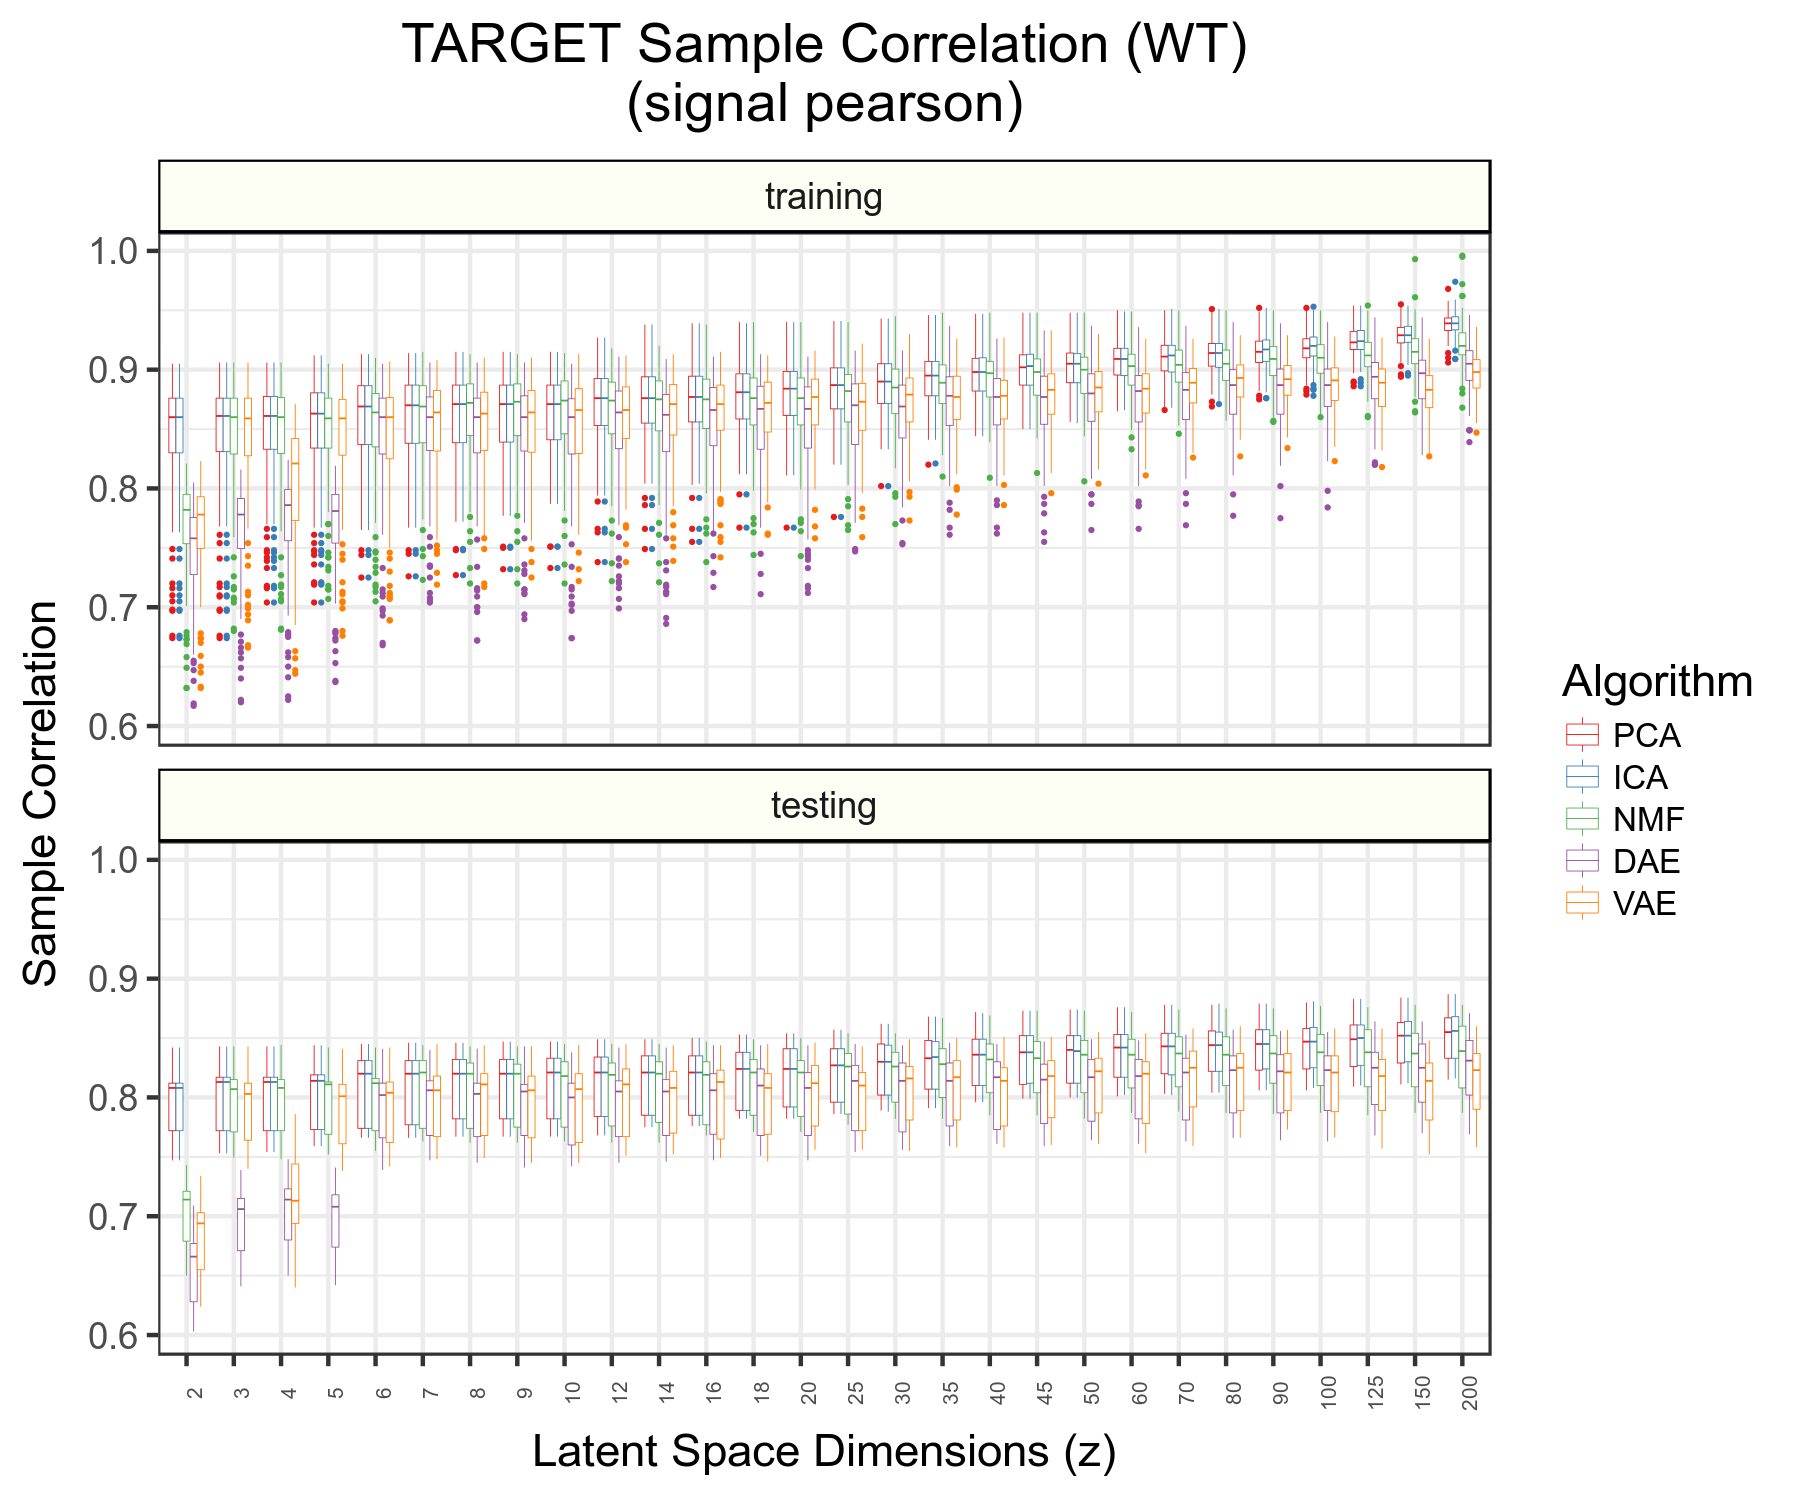 TARGET Sample Correlation (WT)
(signal pearson)
training
1.0
0.9
0.8
0.7
0.6
testing
1.0
0.9
0.8
0.7
0.6
Sample Correlation
2 3 4 5 6 7 8 9 10 12 14 16 18 20 25 30 35 40 45 50 60 70 80 90 100 125 150 200
Latent Space Dimensions (z)
Algorithm
PCA
ICA
NMF
DAE
VAE